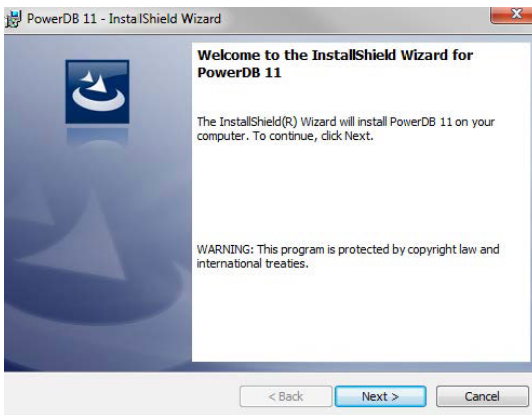 PowerDB 11 - InstallShield Wizard
Welcome to the InstallShield Wizard for
PowerDB 11
The InstallShield(R) Wizard will install PowerDB 11 on your
computer. To continue, click Next.
WARNING: This program is protected by copyright law and
international treaties.
< Back Next > Cancel